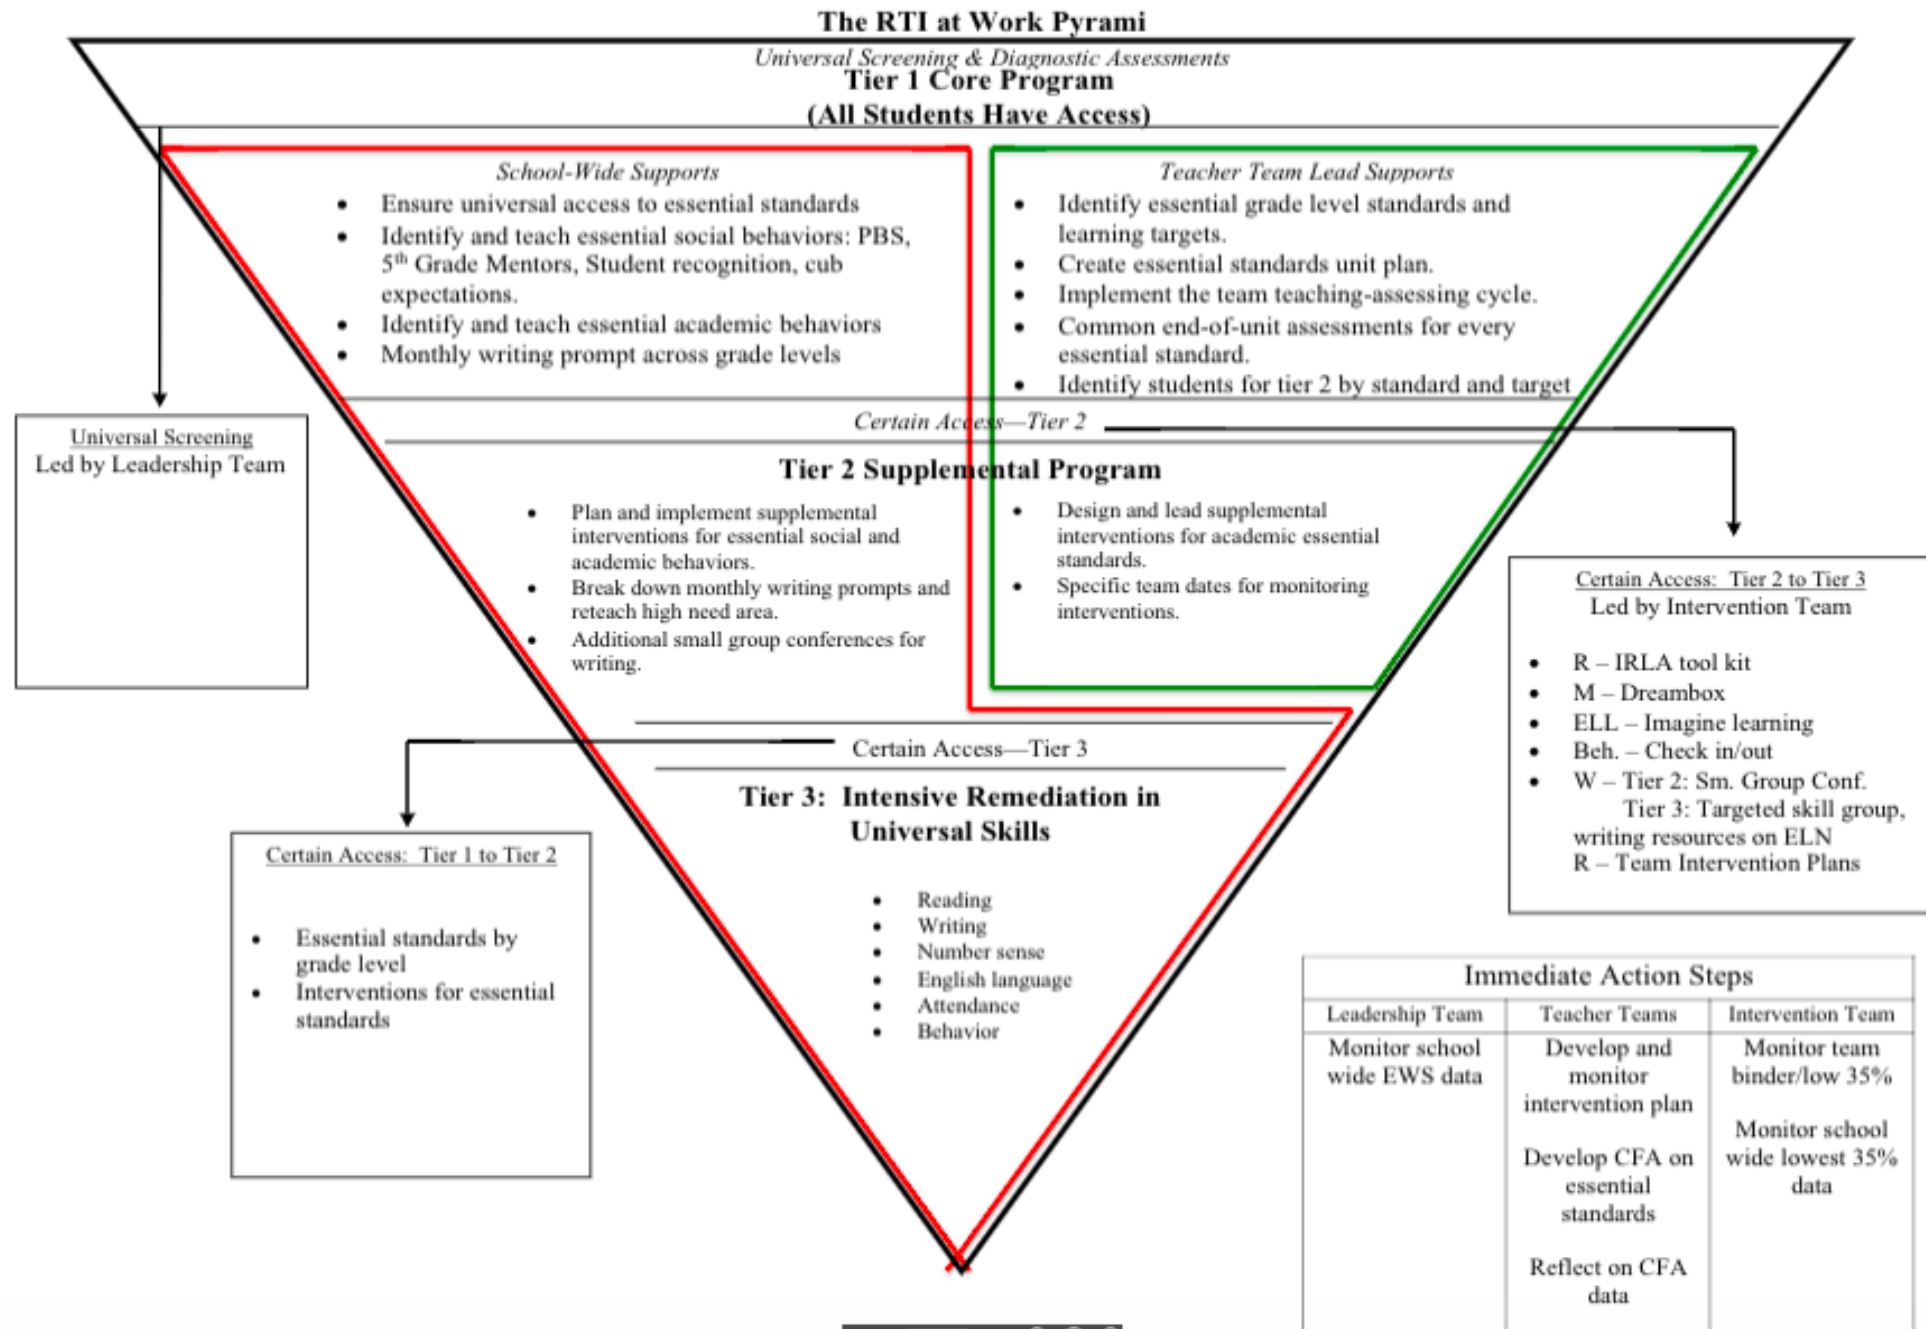 The RTI at Work Pyrami
Universal Screening & Diagnostic Assessments
Tier 1 Core Program
(All Students Have Access)
School-Wide Supports
• Ensure universal access to essential standards
• Identify and teach essential social behaviors: PBS,
5th Grade Mentors, Student recognition, cub
expectations.
• Identify and teach essential academic behaviors
• Monthly writing prompt across grade levels
Teacher Team Lead Supports
• Identify essential grade level standards and
learning targets.
• Create essential standards unit plan.
• Implement the team teaching-assessing cycle.
• Common end-of-unit assessments for every
essential standard.
• Identify students for tier 2 by standard and target
Universal Screening
Led by Leadership Team
Certain Access—Tier 2
Tier 2 Supplemental Program
• Plan and implement supplemental
interventions for essential social and
academic behaviors.
• Break down monthly writing prompts and
reteach high need area.
• Additional small group conferences for
writing.
• Design and lead supplemental
interventions for academic essential
standards.
• Specific team dates for monitoring
interventions.
Certain Access: Tier 2 to Tier 3
Led by Intervention Team
• R – IRLA tool kit
• M – Dreambox
• ELL – Imagine learning
• Beh. – Check in/out
• W – Tier 2: Sm. Group Conf.
Tier 3: Targeted skill group,
writing resources on ELN
R – Team Intervention Plans
Certain Access—Tier 3
Tier 3: Intensive Remediation in
Universal Skills
• Reading
• Writing
• Number sense
• English language
• Attendance
• Behavior
Certain Access: Tier 1 to Tier 2
• Essential standards by
grade level
• Interventions for essential
standards
Immediate Action Steps
Leadership Team
Monitor school
wide EWS data
Teacher Teams
Develop and
monitor
intervention plan
Develop CFA on
essential
standards
Reflect on CFA
data
Intervention Team
Monitor team
binder/low 35%
Monitor school
wide lowest 35%
data